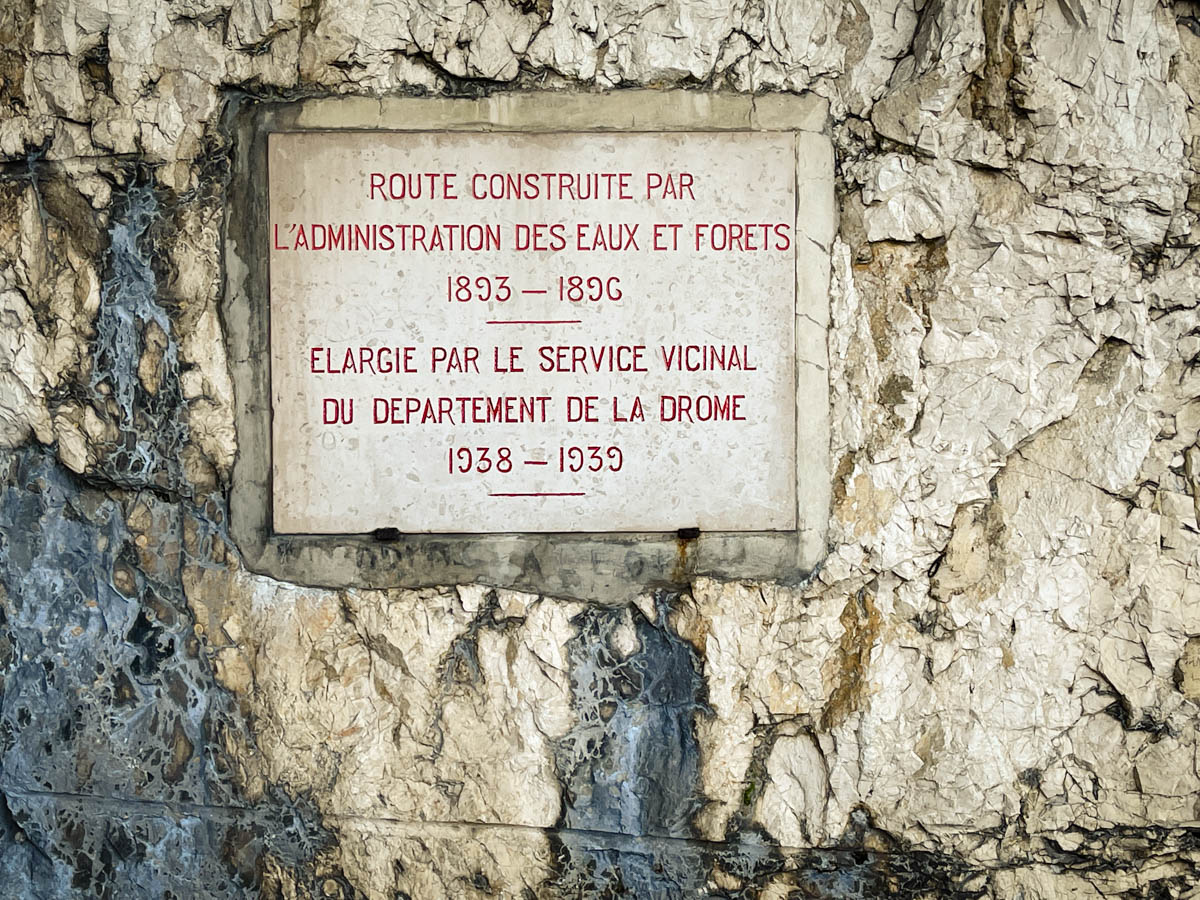 ROUTE CONSTRUITE PAR
L'ADMINISTRATION DES EAUX ET FORETS
1893 — 1896
ELARGIE PAR LE SERVICE VICINAL
DU DEPARTEMENT DE LA DROME
1938 — 1939